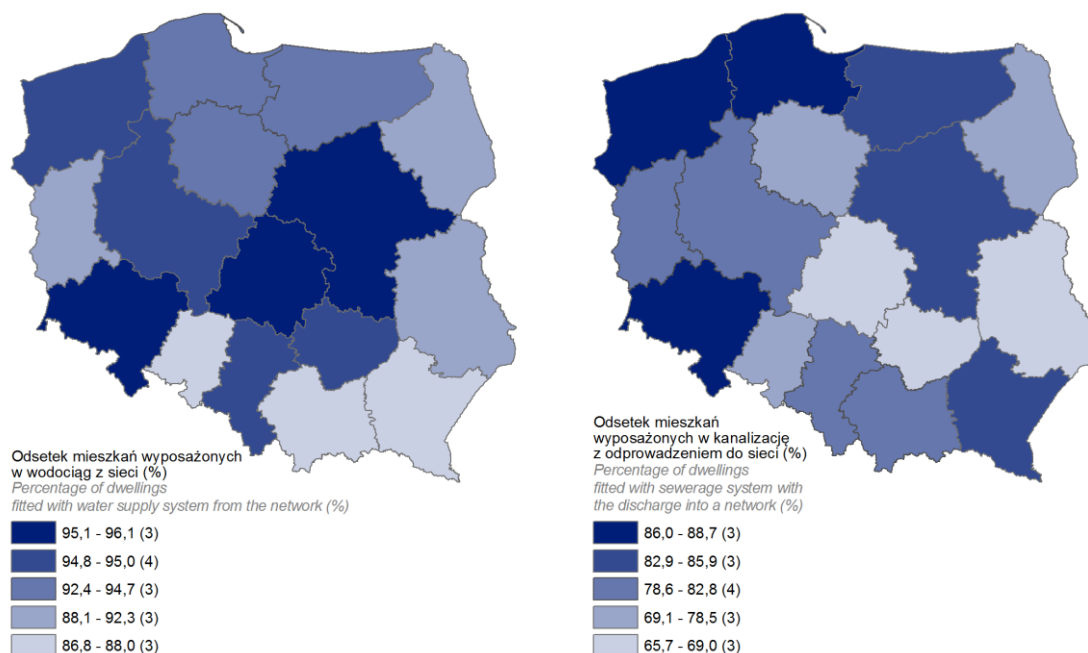 Odsetek mieszkań wyposażonych
w wodociąg z sieci (%)
Percentage of dwellings
fitted with water supply system from the network (%)
95,1 - 96,1 (3)
94,8 - 95,0 (4)
92,4 - 94,7 (3)
88,1 - 92,3 (3)
86,8 - 88,0 (3)
Odsetek mieszkań
wyposażonych w kanalizację
z odprowadzeniem do sieci (%)
Percentage of dwellings
fitted with sewerage system with
the discharge into a network (%)
86,0 - 88,7 (3)
82,9 - 85,9 (3)
78,6 - 82,8 (4)
69,1 - 78,5 (3)
65,7 - 69,0 (3)